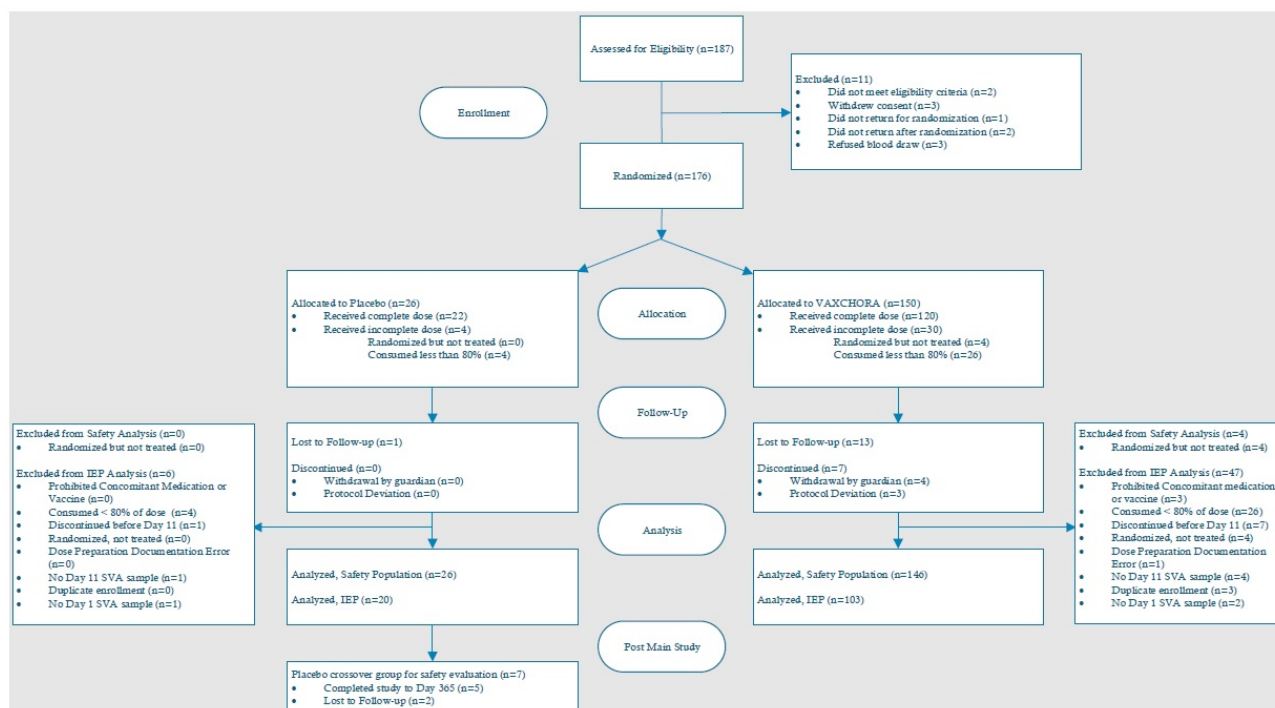 Assessed for Eligibility (n=187)
Excluded (n=11)
• Did not meet eligibility criteria (n=2)
• Withdrew consent (n=3)
• Did not return for randomization (n=1)
• Did not return after randomization (n=2)
• Refused blood draw (n=3)
Enrollment
Randomized (n=176)
Allocated to Placebo (n=26)
• Received complete dose (n=22)
• Received incomplete dose (n=4)
Randomized but not treated (n=0)
Consumed less than 80% (n=4)
Allocation
Allocated to VAXCHORA (n=150)
• Received complete dose (n=120)
• Received incomplete dose (n=30)
Randomized but not treated (n=4)
Consumed less than 80% (n=26)
Follow-Up
Excluded from Safety Analysis (n=0)
• Randomized but not treated (n=0)
Excluded from IEP Analysis (n=6)
• Prohibited Concomitant Medication or
Vaccine (n=0)
• Consumed < 80% of dose (n=4)
• Discontinued before Day 11 (n=1)
• Randomized, not treated (n=0)
• Dose Preparation Documentation Error
(n=0)
• No Day 11 SVA sample (n=1)
• Duplicate enrollment (n=0)
• No Day 1 SVA sample (n=1)
Lost to Follow-up (n=1)
Discontinued (n=0)
• Withdrawal by guardian (n=0)
• Protocol Deviation (n=0)
Lost to Follow-up (n=13)
Discontinued (n=7)
• Withdrawal by guardian (n=4)
• Protocol Deviation (n=3)
Excluded from Safety Analysis (n=4)
• Randomized but not treated (n=4)
Excluded from IEP Analysis (n=47)
• Prohibited Concomitant medication
or vaccine (n=3)
• Consumed < 80% of dose (n=26)
• Discontinued before Day 11 (n=7)
• Randomized, not treated (n=4)
• Dose Preparation Documentation
Error (n=1)
• No Day 11 SVA sample (n=4)
• Duplicate enrollment (n=3)
• No Day 1 SVA sample (n=2)
Analysis
Analyzed, Safety Population (n=26)
Analyzed, IEP (n=20)
Analyzed, Safety Population (n=146)
Analyzed, IEP (n=103)
Post Main Study
Placebo crossover group for safety evaluation (n=7)
• Completed study to Day 365 (n=5)
• Lost to Follow-up (n=2)